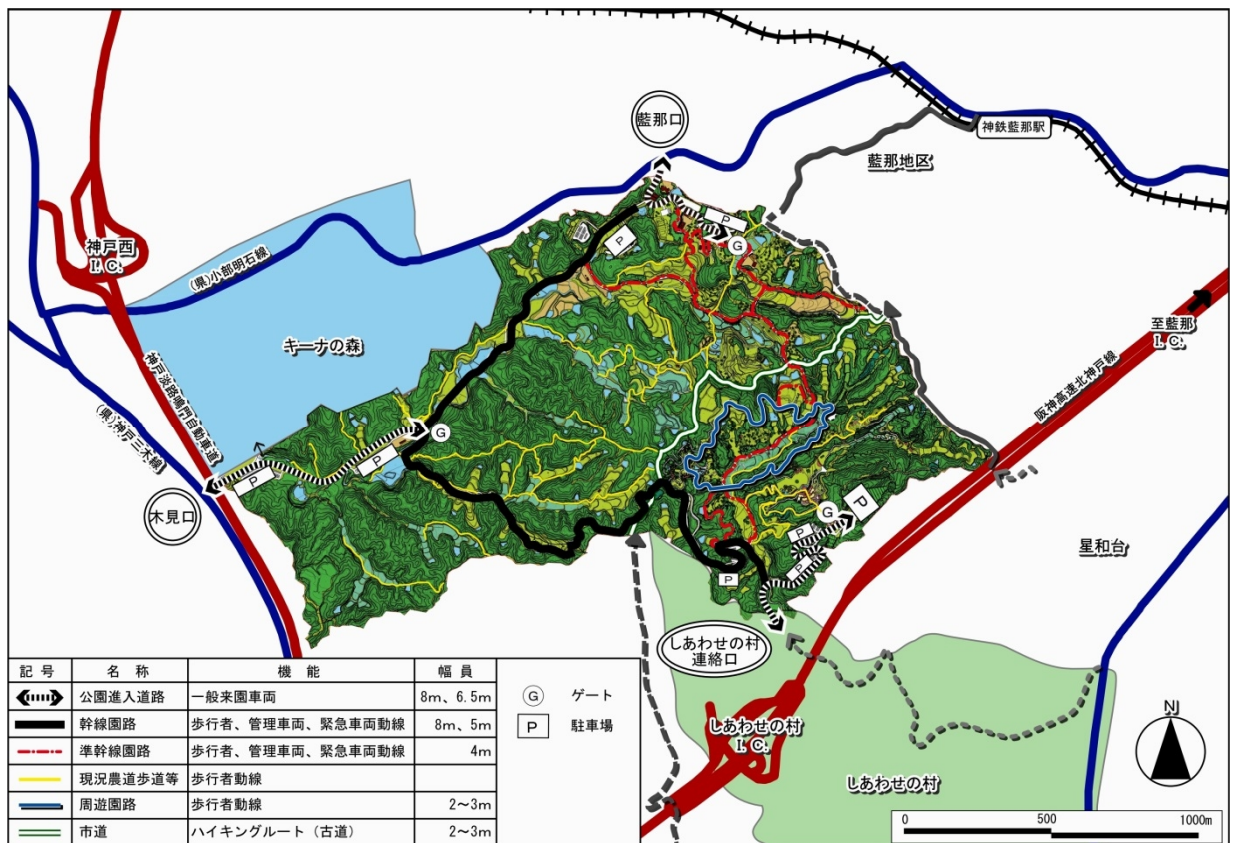 藍那口
神鉄藍那駅
藍那地区
P
G
P
神戸西
I. C.
(県)小部明石線
キーナの森
至藍那
I. C.
阪神高速北神戸線
神戸淡路鳴門自動車道
(県)神戸三木線
G
P
P
木見口
G
P
P
P
P
星和台
しあわせの村
連絡口
しあわせの村
I. C.
しあわせの村
N
0 500 1000m
記 号 名 称 機 能 幅 員
公園進入道路 一般来園車両 8m、6.5m
幹線園路 歩行者、管理車両、緊急車両動線 8m、5m
準幹線園路 歩行者、管理車両、緊急車両動線 4m
現況農道歩道等 歩行者動線
周遊園路 歩行者動線 2~3m
市道 ハイキングルート(古道) 2~3m
G ゲート
P 駐車場